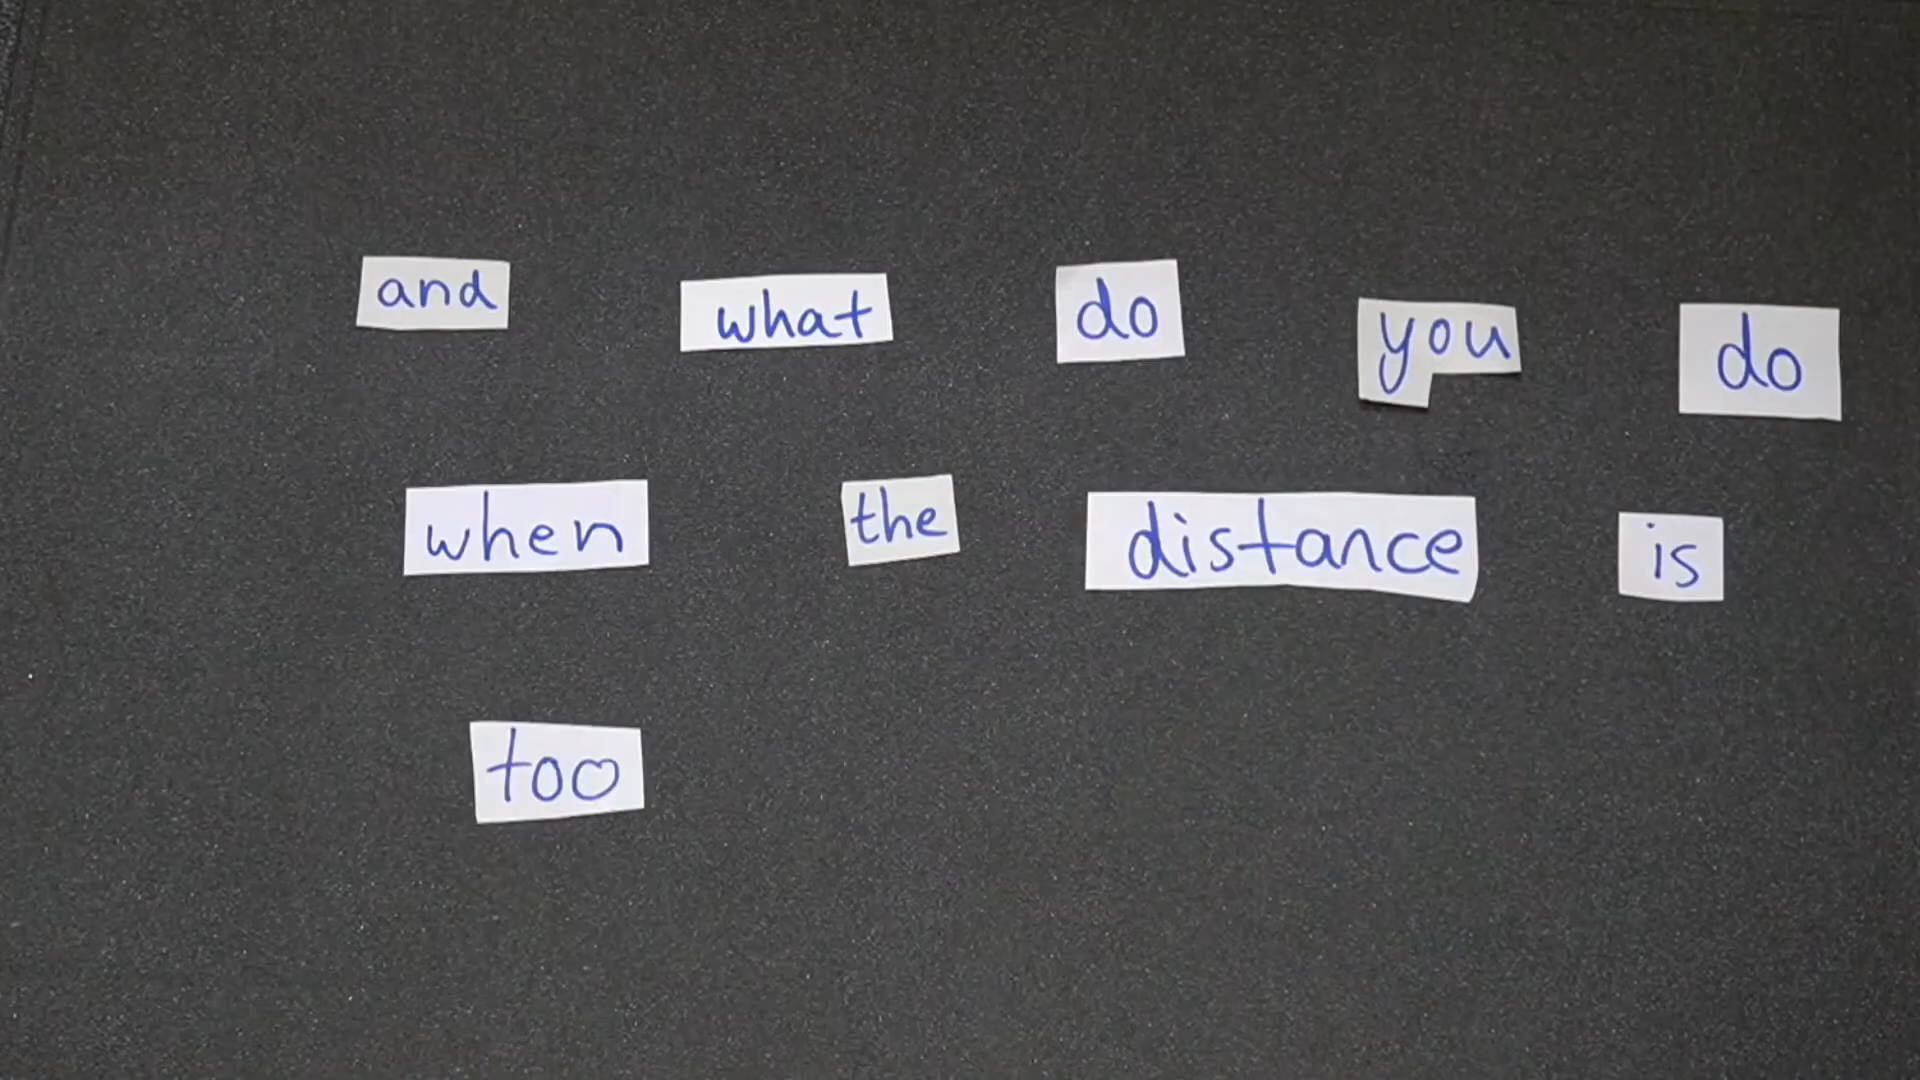 and what do you do
when the distance is
too